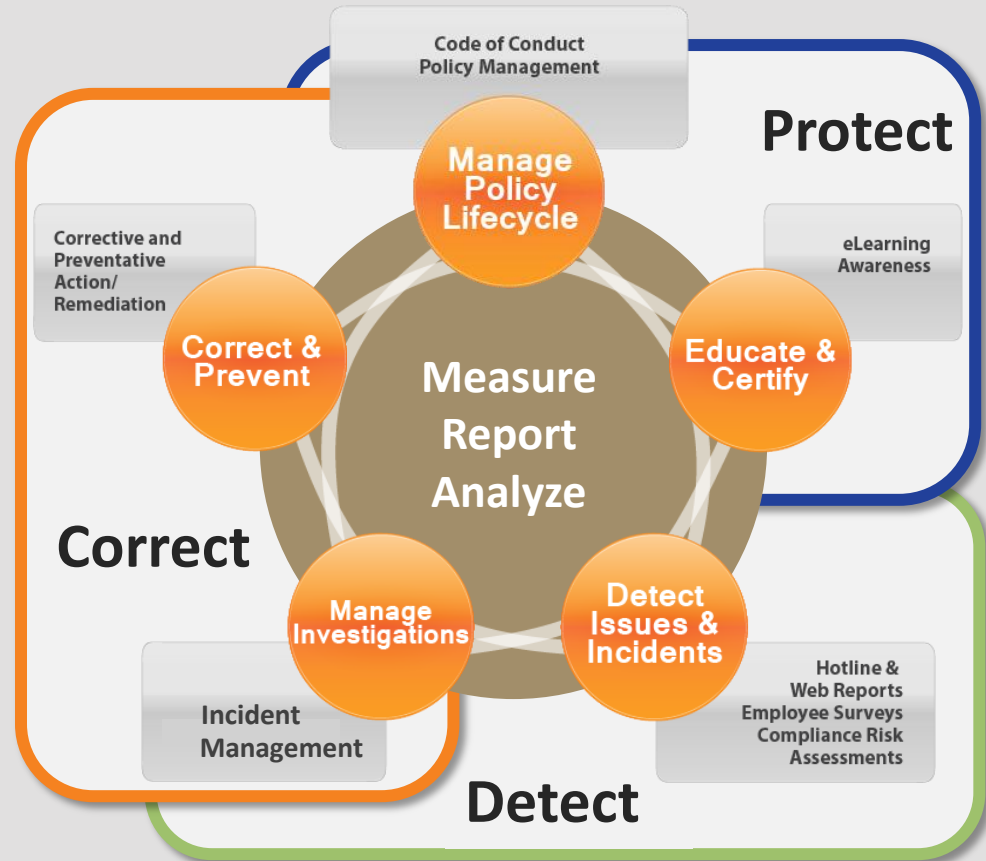 Code of Conduct
Policy Management
Protect
Manage
Policy
Lifecycle
Corrective and
Preventative
Action/
Remediation
eLearning
Awareness
Correct &
Prevent
Educate &
Certify
Measure
Report
Analyze
Correct
Manage
Investigations
Detect
Issues &
Incidents
Incident
Management
Hotline &
Web Reports
Employee Surveys
Compliance Risk
Assessments
Detect